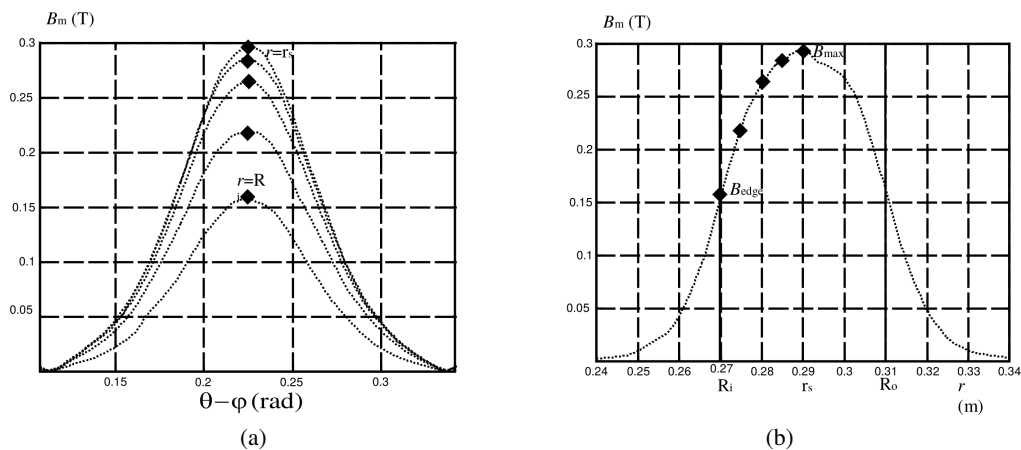 Bm (T)
0.3
0.25
0.2
0.15
0.1
0.05
r=rs
r=R
i
0.15 0.2 0.25 0.3
θ−φ (rad)
(a)
Bm (T)
0.3
0.25
0.2
0.15
0.1
0.05
Bmax
Bedge
0.24 0.25 0.26 0.27 0.28 0.29 0.3 0.31 0.32 0.33 0.34
Ri rs Ro r
(m)
(b)